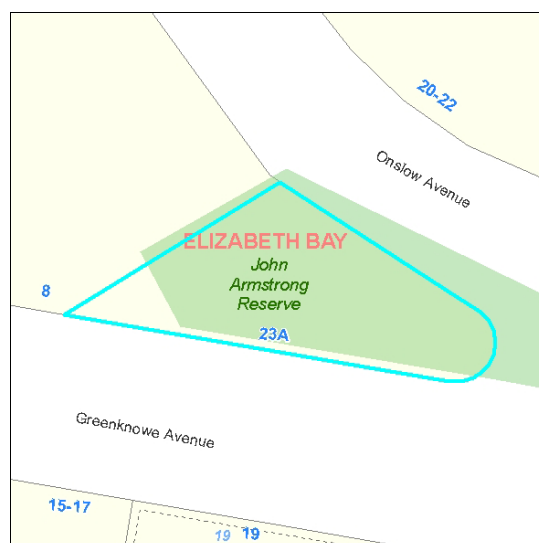 20-22
Onslow Avenue
ELIZABETH BAY
John
Armstrong
Reserve
8
23A
Greenknowe Avenue
15-17
19 19